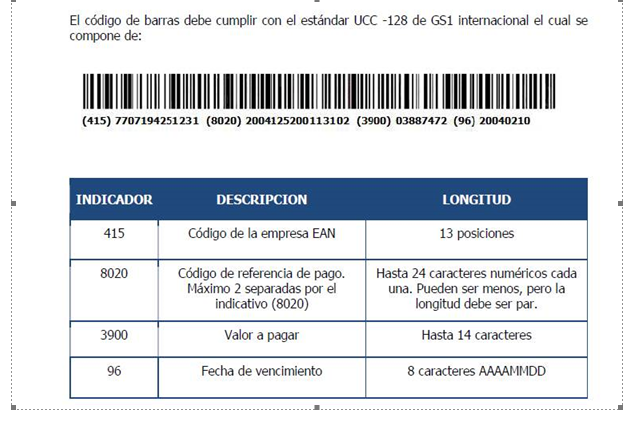 El código de barras debe cumplir con el estándar UCC -128 de GS1 internacional el cual se
compone de:
(415) 7707194251231 (8020) 2004125200113102 (3900) 03887472 (96) 20040210
INDICADOR DESCRIPCION LONGITUD
415 Código de la empresa EAN 13 posiciones
8020 Código de referencia de pago. Hasta 24 caracteres numéricos cada
Máximo 2 separadas por el una. Pueden ser menos, pero la
indicativo (8020) longitud debe ser par.
3900 Valor a pagar Hasta 14 caracteres
96 Fecha de vencimiento 8 caracteres AAAAMMDD